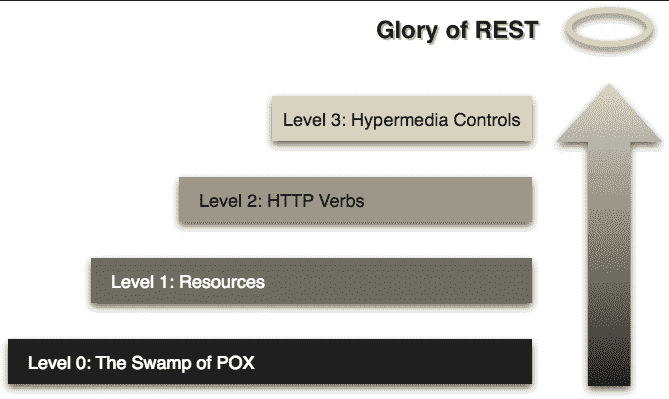 Glory of REST
Level 3: Hypermedia Controls
Level 2: HTTP Verbs
Level 1: Resources
Level 0: The Swamp of POX